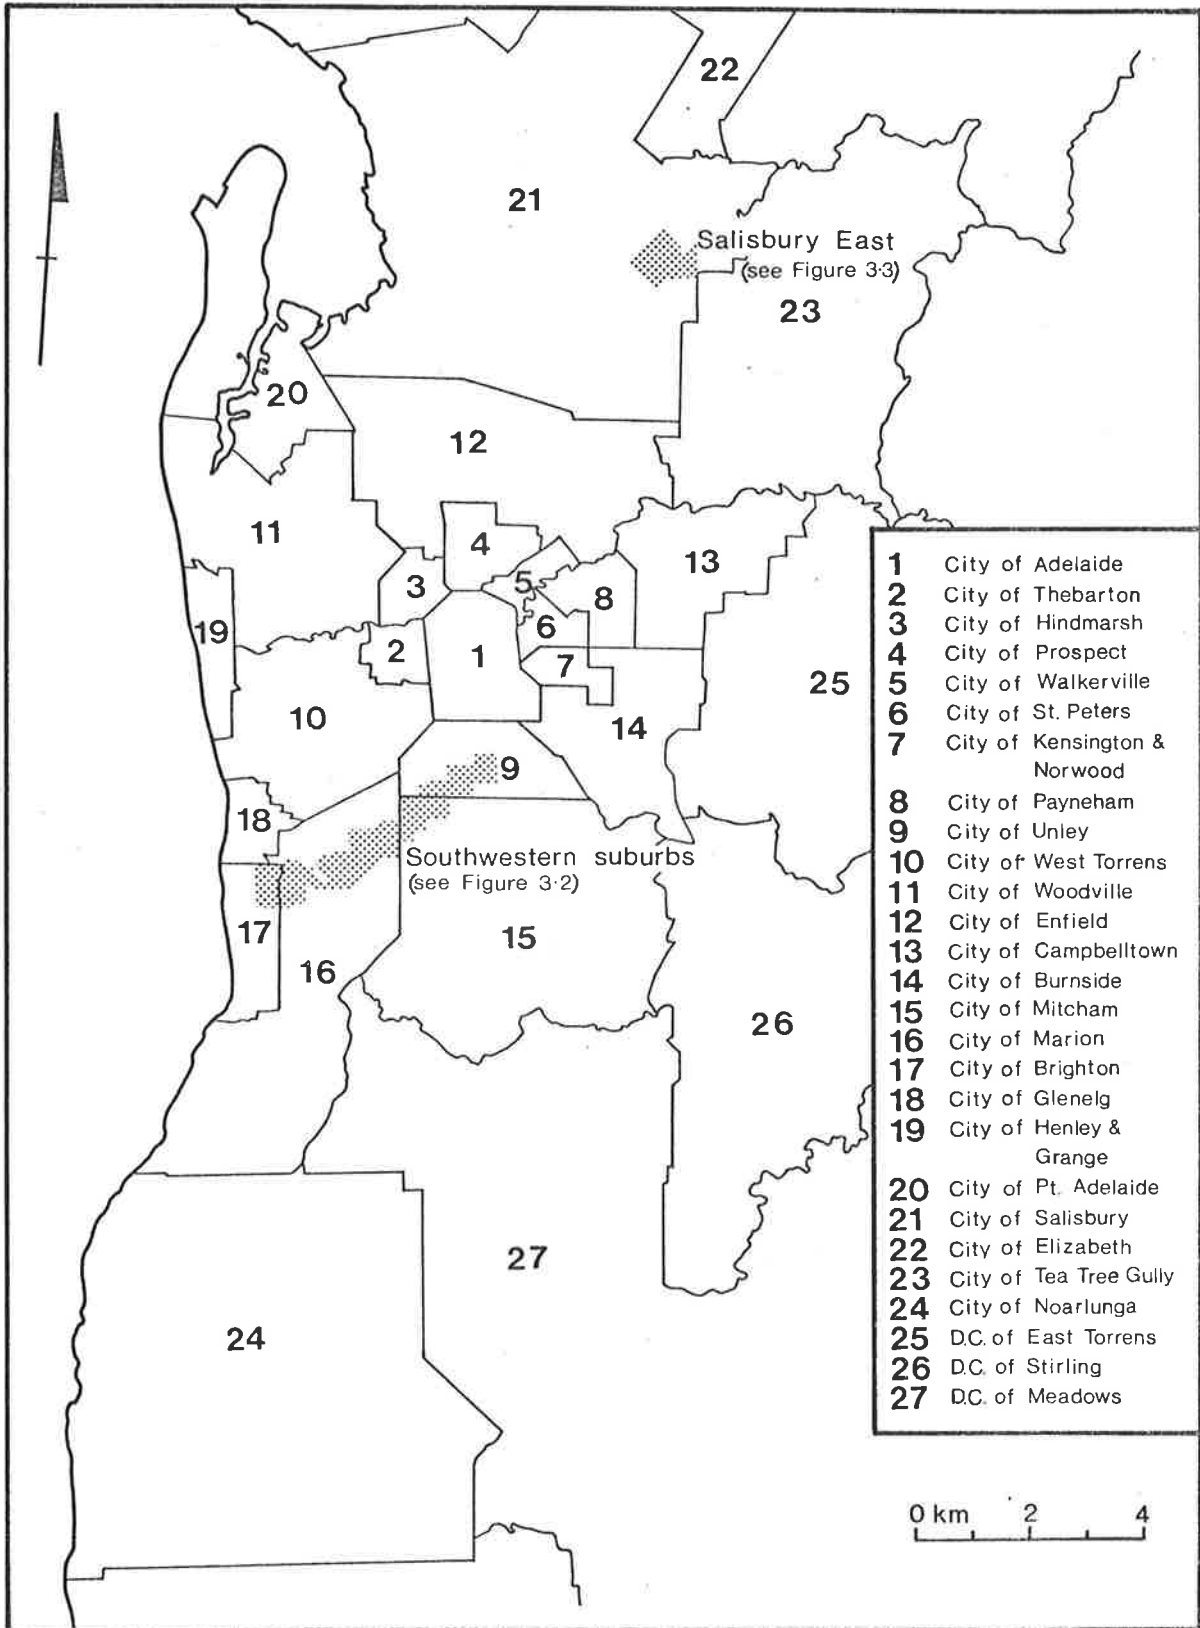 22
21
Salisbury East
(see Figure 3·3)
23
20
12
11
4
13
3
5
8
19
6
2
1
7
25
10
14
9
18
Southwestern suburbs
(see Figure 3·2)
17
15
16
26
27
24
1 City of Adelaide
2 City of Thebarton
3 City of Hindmarsh
4 City of Prospect
5 City of Walkerville
6 City of St. Peters
7 City of Kensington &
Norwood
8 City of Payneham
9 City of Unley
10 City of West Torrens
11 City of Woodville
12 City of Enfield
13 City of Campbelltown
14 City of Burnside
15 City of Mitcham
16 City of Marion
17 City of Brighton
18 City of Glenelg
19 City of Henley &
Grange
20 City of Pt. Adelaide
21 City of Salisbury
22 City of Elizabeth
23 City of Tea Tree Gully
24 City of Noarlunga
25 D.C. of East Torrens
26 D.C. of Stirling
27 D.C. of Meadows
0 km 2 4